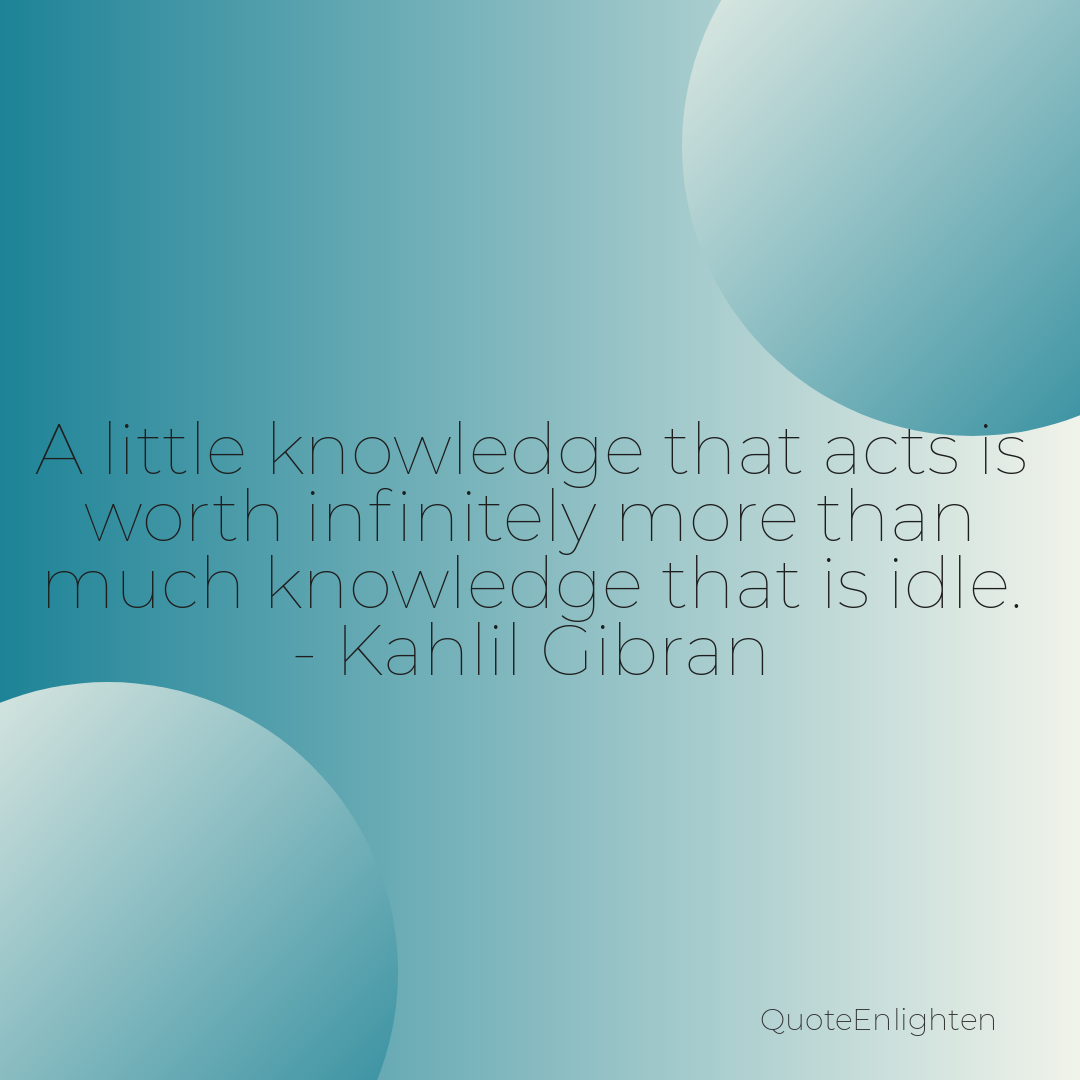 A little knowledge that acts is
worth infinitely more than
much knowledge that is idle.
- Kahlil Gibran
QuoteEnlighten